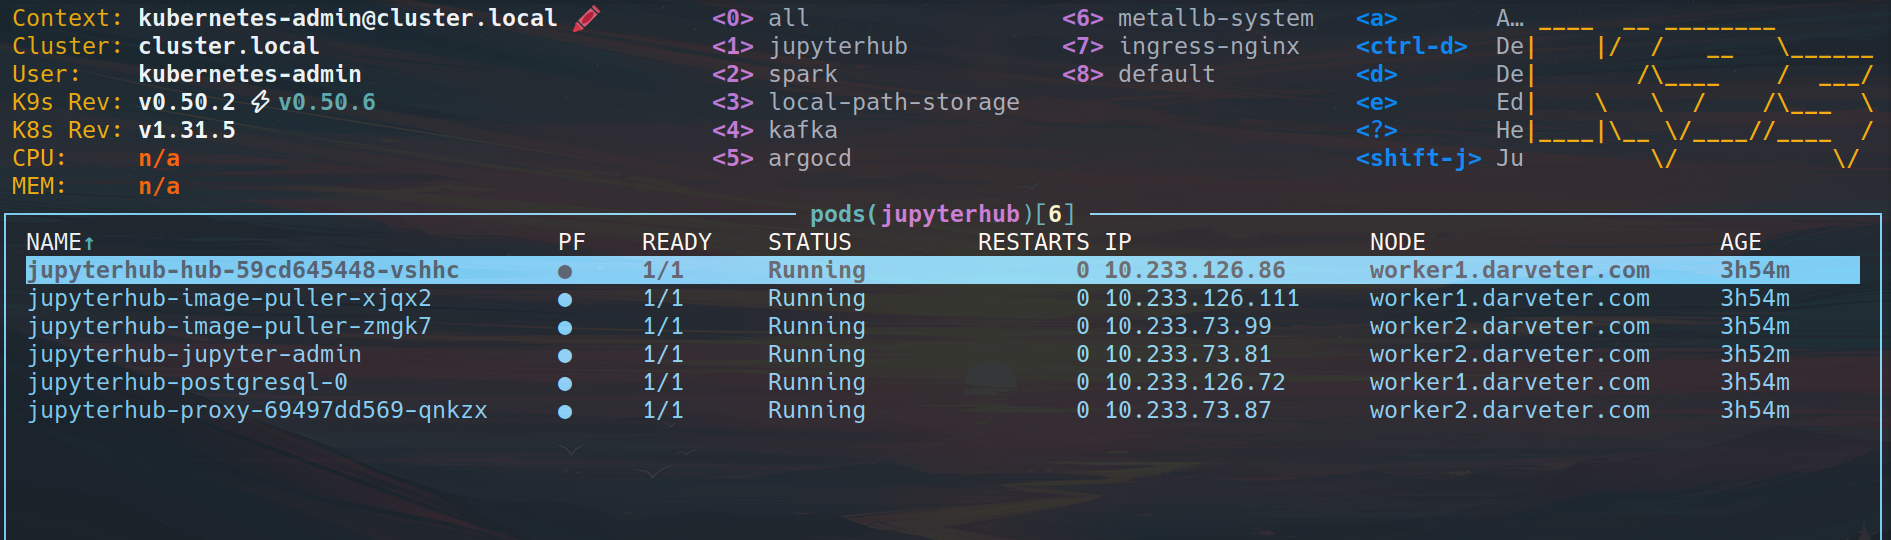 Context: kubernetes-admin@cluster.local <0> all <6> metallb-system <a> A…
Cluster: cluster.local <1> jupyterhub <7> ingress-nginx <ctrl-d> De
User: kubernetes-admin <2> spark <8> default <d> De
K9s Rev: v0.50.2 ⚡v0.50.6 <3> local-path-storage <e> Ed
K8s Rev: v1.31.5 <4> kafka <?> He
CPU: n/a <5> argocd <shift-j> Ju
MEM: n/a
pods(jupyterhub)[6]
NAME↑ PF READY STATUS RESTARTS IP NODE AGE
jupyterhub-hub-59cd645448-vshhc ● 1/1 Running 0 10.233.126.86 worker1.darveter.com 3h54m
jupyterhub-image-puller-xjqx2 ● 1/1 Running 0 10.233.126.111 worker1.darveter.com 3h54m
jupyterhub-image-puller-zmgk7 ● 1/1 Running 0 10.233.73.99 worker2.darveter.com 3h54m
jupyterhub-jupyter-admin ● 1/1 Running 0 10.233.73.81 worker2.darveter.com 3h52m
jupyterhub-postgresql-0 ● 1/1 Running 0 10.233.126.72 worker1.darveter.com 3h54m
jupyterhub-proxy-69497dd569-qnkzx ● 1/1 Running 0 10.233.73.87 worker2.darveter.com 3h54m